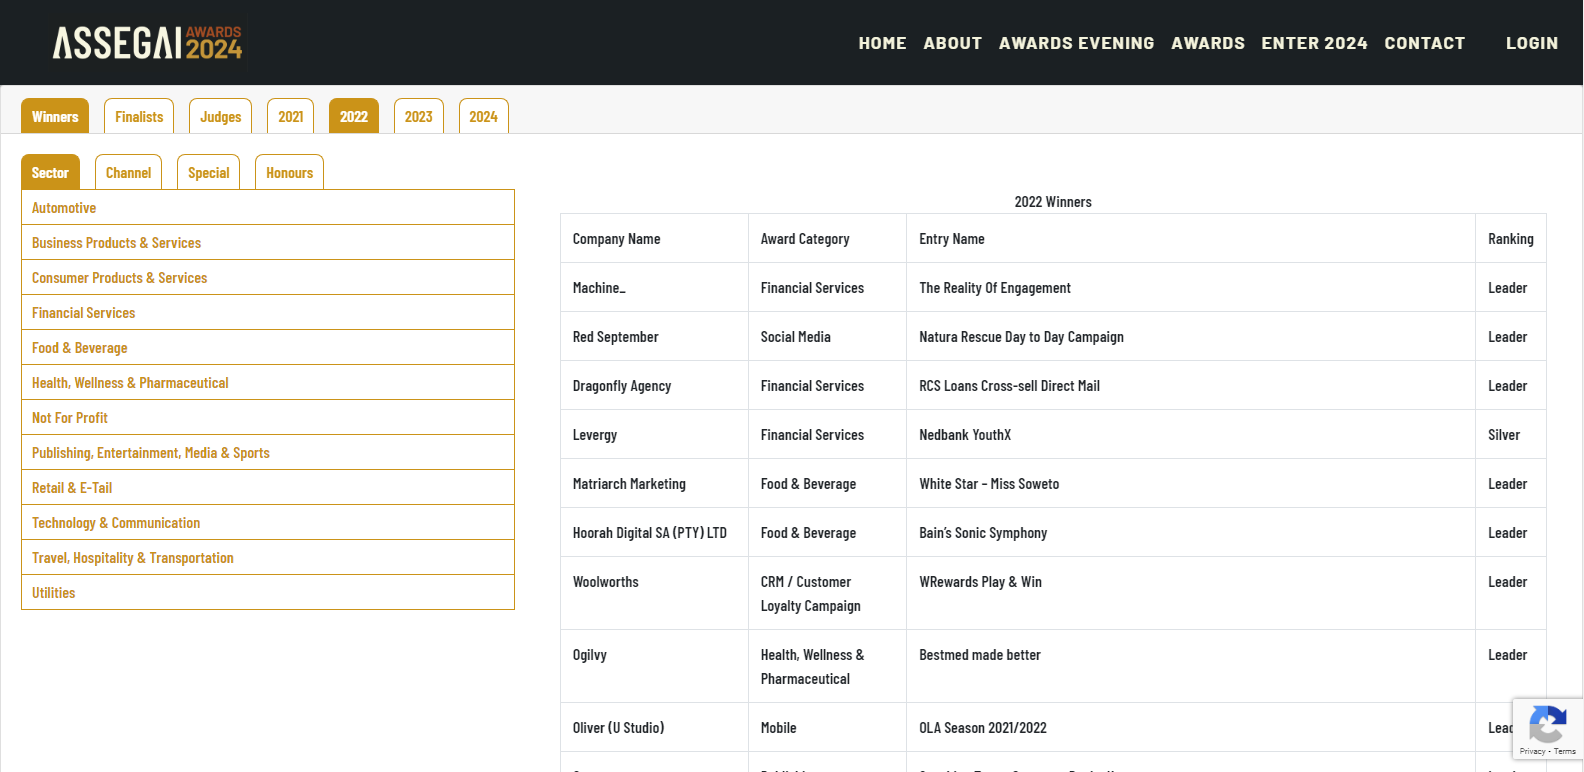 ASSEGAI AWARDS 2024
HOME ABOUT AWARDS EVENING AWARDS ENTER 2024 CONTACT LOGIN
Winners Finalists Judges 2021 2022 2023 2024
Sector Channel Special Honours
Automotive
Business Products & Services
Consumer Products & Services
Financial Services
Food & Beverage
Health, Wellness & Pharmaceutical
Not For Profit
Publishing, Entertainment, Media & Sports
Retail & E-Tail
Technology & Communication
Travel, Hospitality & Transportation
Utilities
2022 Winners
Company Name Award Category Entry Name Ranking
Machine_ Financial Services The Reality Of Engagement Leader
Red September Social Media Natura Rescue Day to Day Campaign Leader
Dragonfly Agency Financial Services RCS Loans Cross-sell Direct Mail Leader
Levergy Financial Services Nedbank YouthX Silver
Matriarch Marketing Food & Beverage White Star – Miss Soweto Leader
Hoorah Digital SA (PTY) LTD Food & Beverage Bain’s Sonic Symphony Leader
Woolworths CRM / Customer WRewards Play & Win Leader
Loyalty Campaign
Ogilvy Health, Wellness & Bestmed made better Leader
Pharmaceutical
Oliver (U Studio) Mobile OLA Season 2021/2022
Privacy - Terms